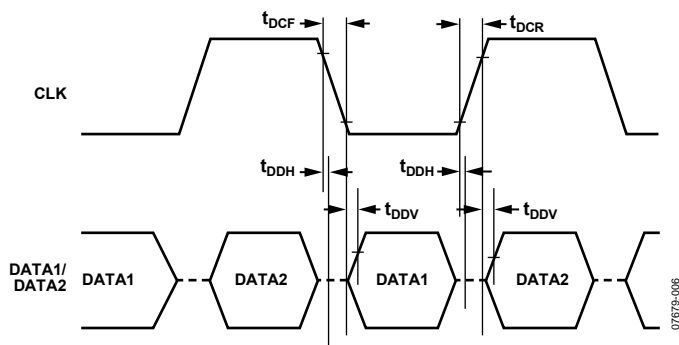 tDCF
tDCR
CLK
tDDH
tDDH
tDDV
tDDV
DATA1/
DATA2
DATA1
DATA2
DATA1
DATA2
07679-006